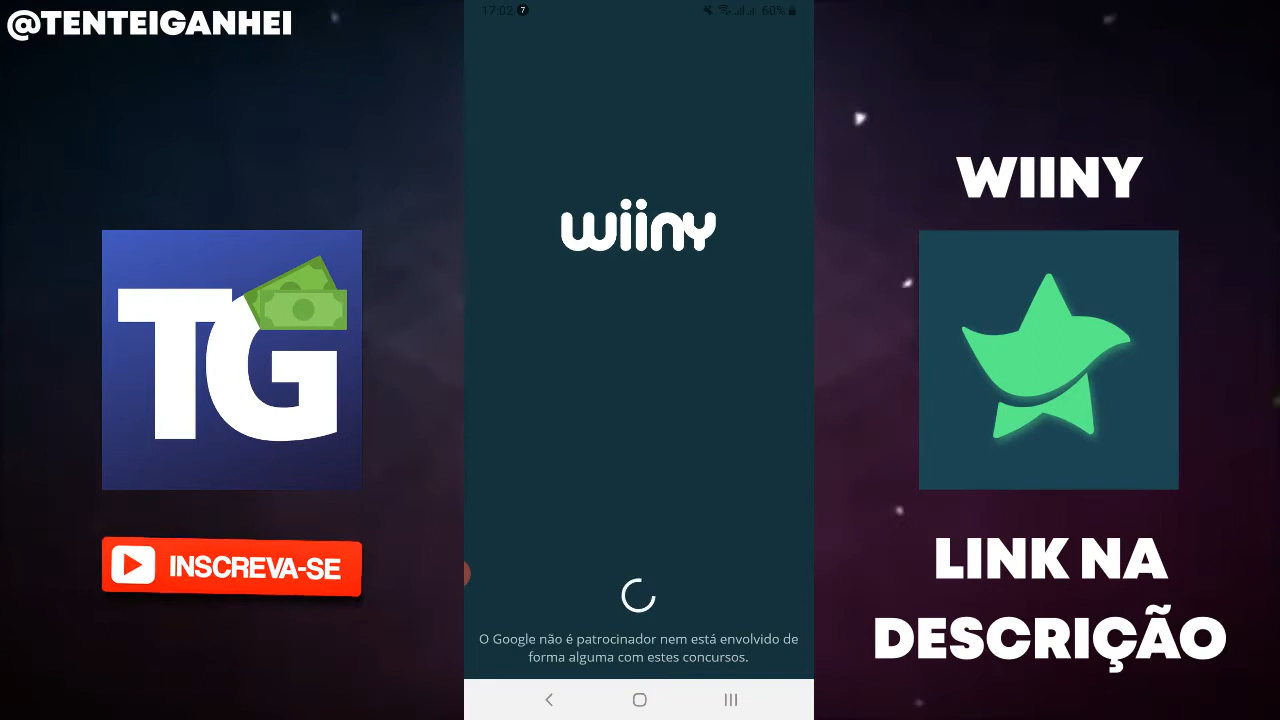 @TENTEIGANHEI
17:02 7
60%
WIINY
wiiny
TG
INSCREVA-SE
LINK NA
DESCRIÇÃO
O Google não é patrocinador nem está envolvido de
forma alguma com estes concursos.